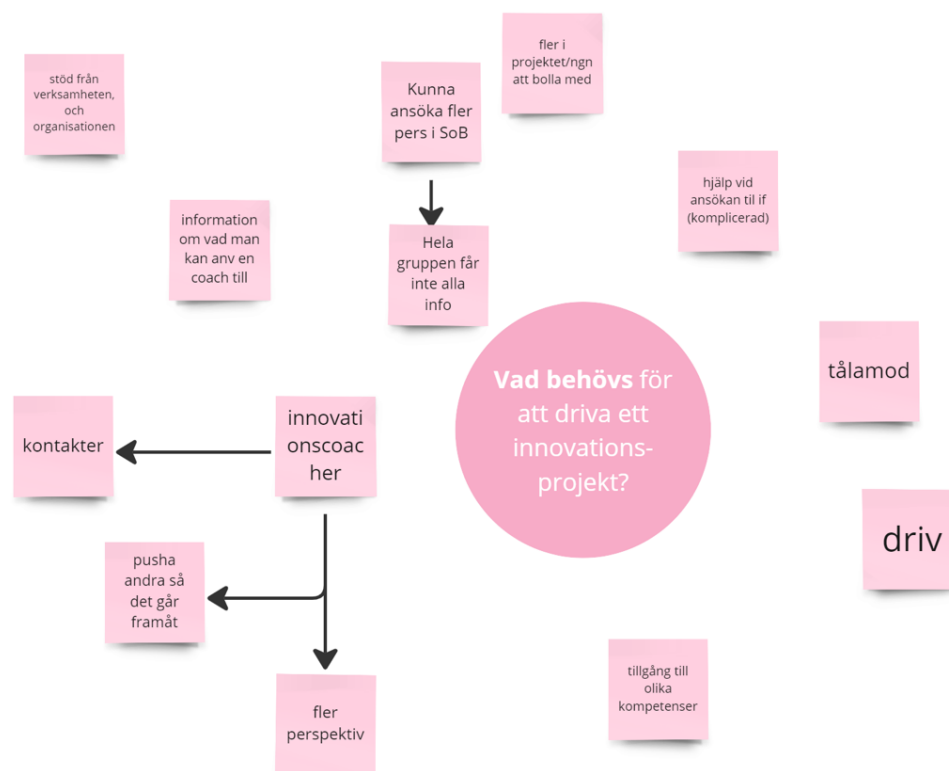 fler i
projektet/ngn
att bolla med
stöd från
verksamheten,
och
organisationen
Kunna
ansöka fler
pers i SoB
hjälp vid
ansökan til if
(komplicerad)
information
om vad man
kan anv en
coach till
Hela
gruppen får
inte alla
info
Vad behövs för
att driva ett
innovations-
projekt?
tålamod
kontakter
innovati
onscoac
her
driv
pusha
andra så
det går
framåt
tillgång till
olika
kompetenser
fler
perspektiv